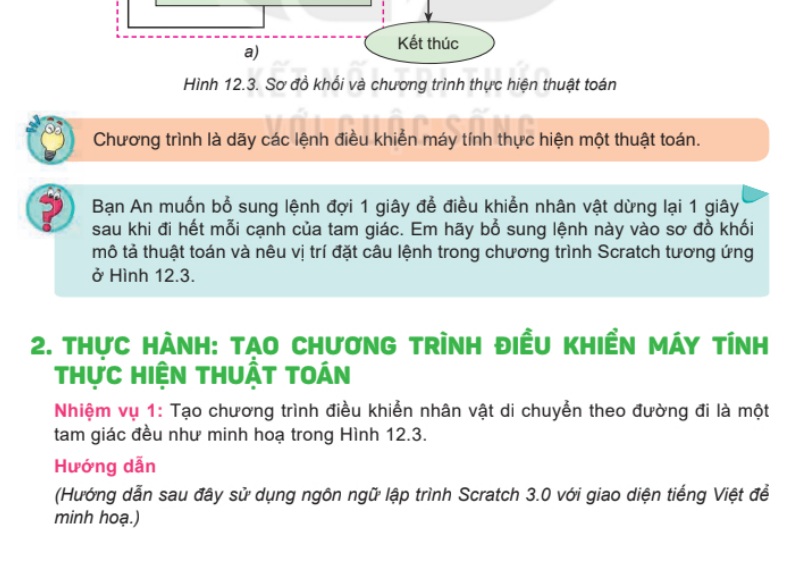 Kết thúc
a)
Hình 12.3. Sơ đồ khối và chương trình thực hiện thuật toán
KẾT NỐI TRI THỨC
VỚI CUỘC SỐNG
Chương trình là dãy các lệnh điều khiển máy tính thực hiện một thuật toán.
Bạn An muốn bổ sung lệnh đợi 1 giây để điều khiển nhân vật dừng lại 1 giây
sau khi đi hết mỗi cạnh của tam giác. Em hãy bổ sung lệnh này vào sơ đồ khối
mô tả thuật toán và nêu vị trí đặt câu lệnh trong chương trình Scratch tương ứng
ở Hình 12.3.
2. THỰC HÀNH: TẠO CHƯƠNG TRÌNH ĐIỀU KHIỂN MÁY TÍNH
THỰC HIỆN THUẬT TOÁN
Nhiệm vụ 1: Tạo chương trình điều khiển nhân vật di chuyển theo đường đi là một
tam giác đều như minh hoạ trong Hình 12.3.
Hướng dẫn
(Hướng dẫn sau đây sử dụng ngôn ngữ lập trình Scratch 3.0 với giao diện tiếng Việt để
minh hoạ.)